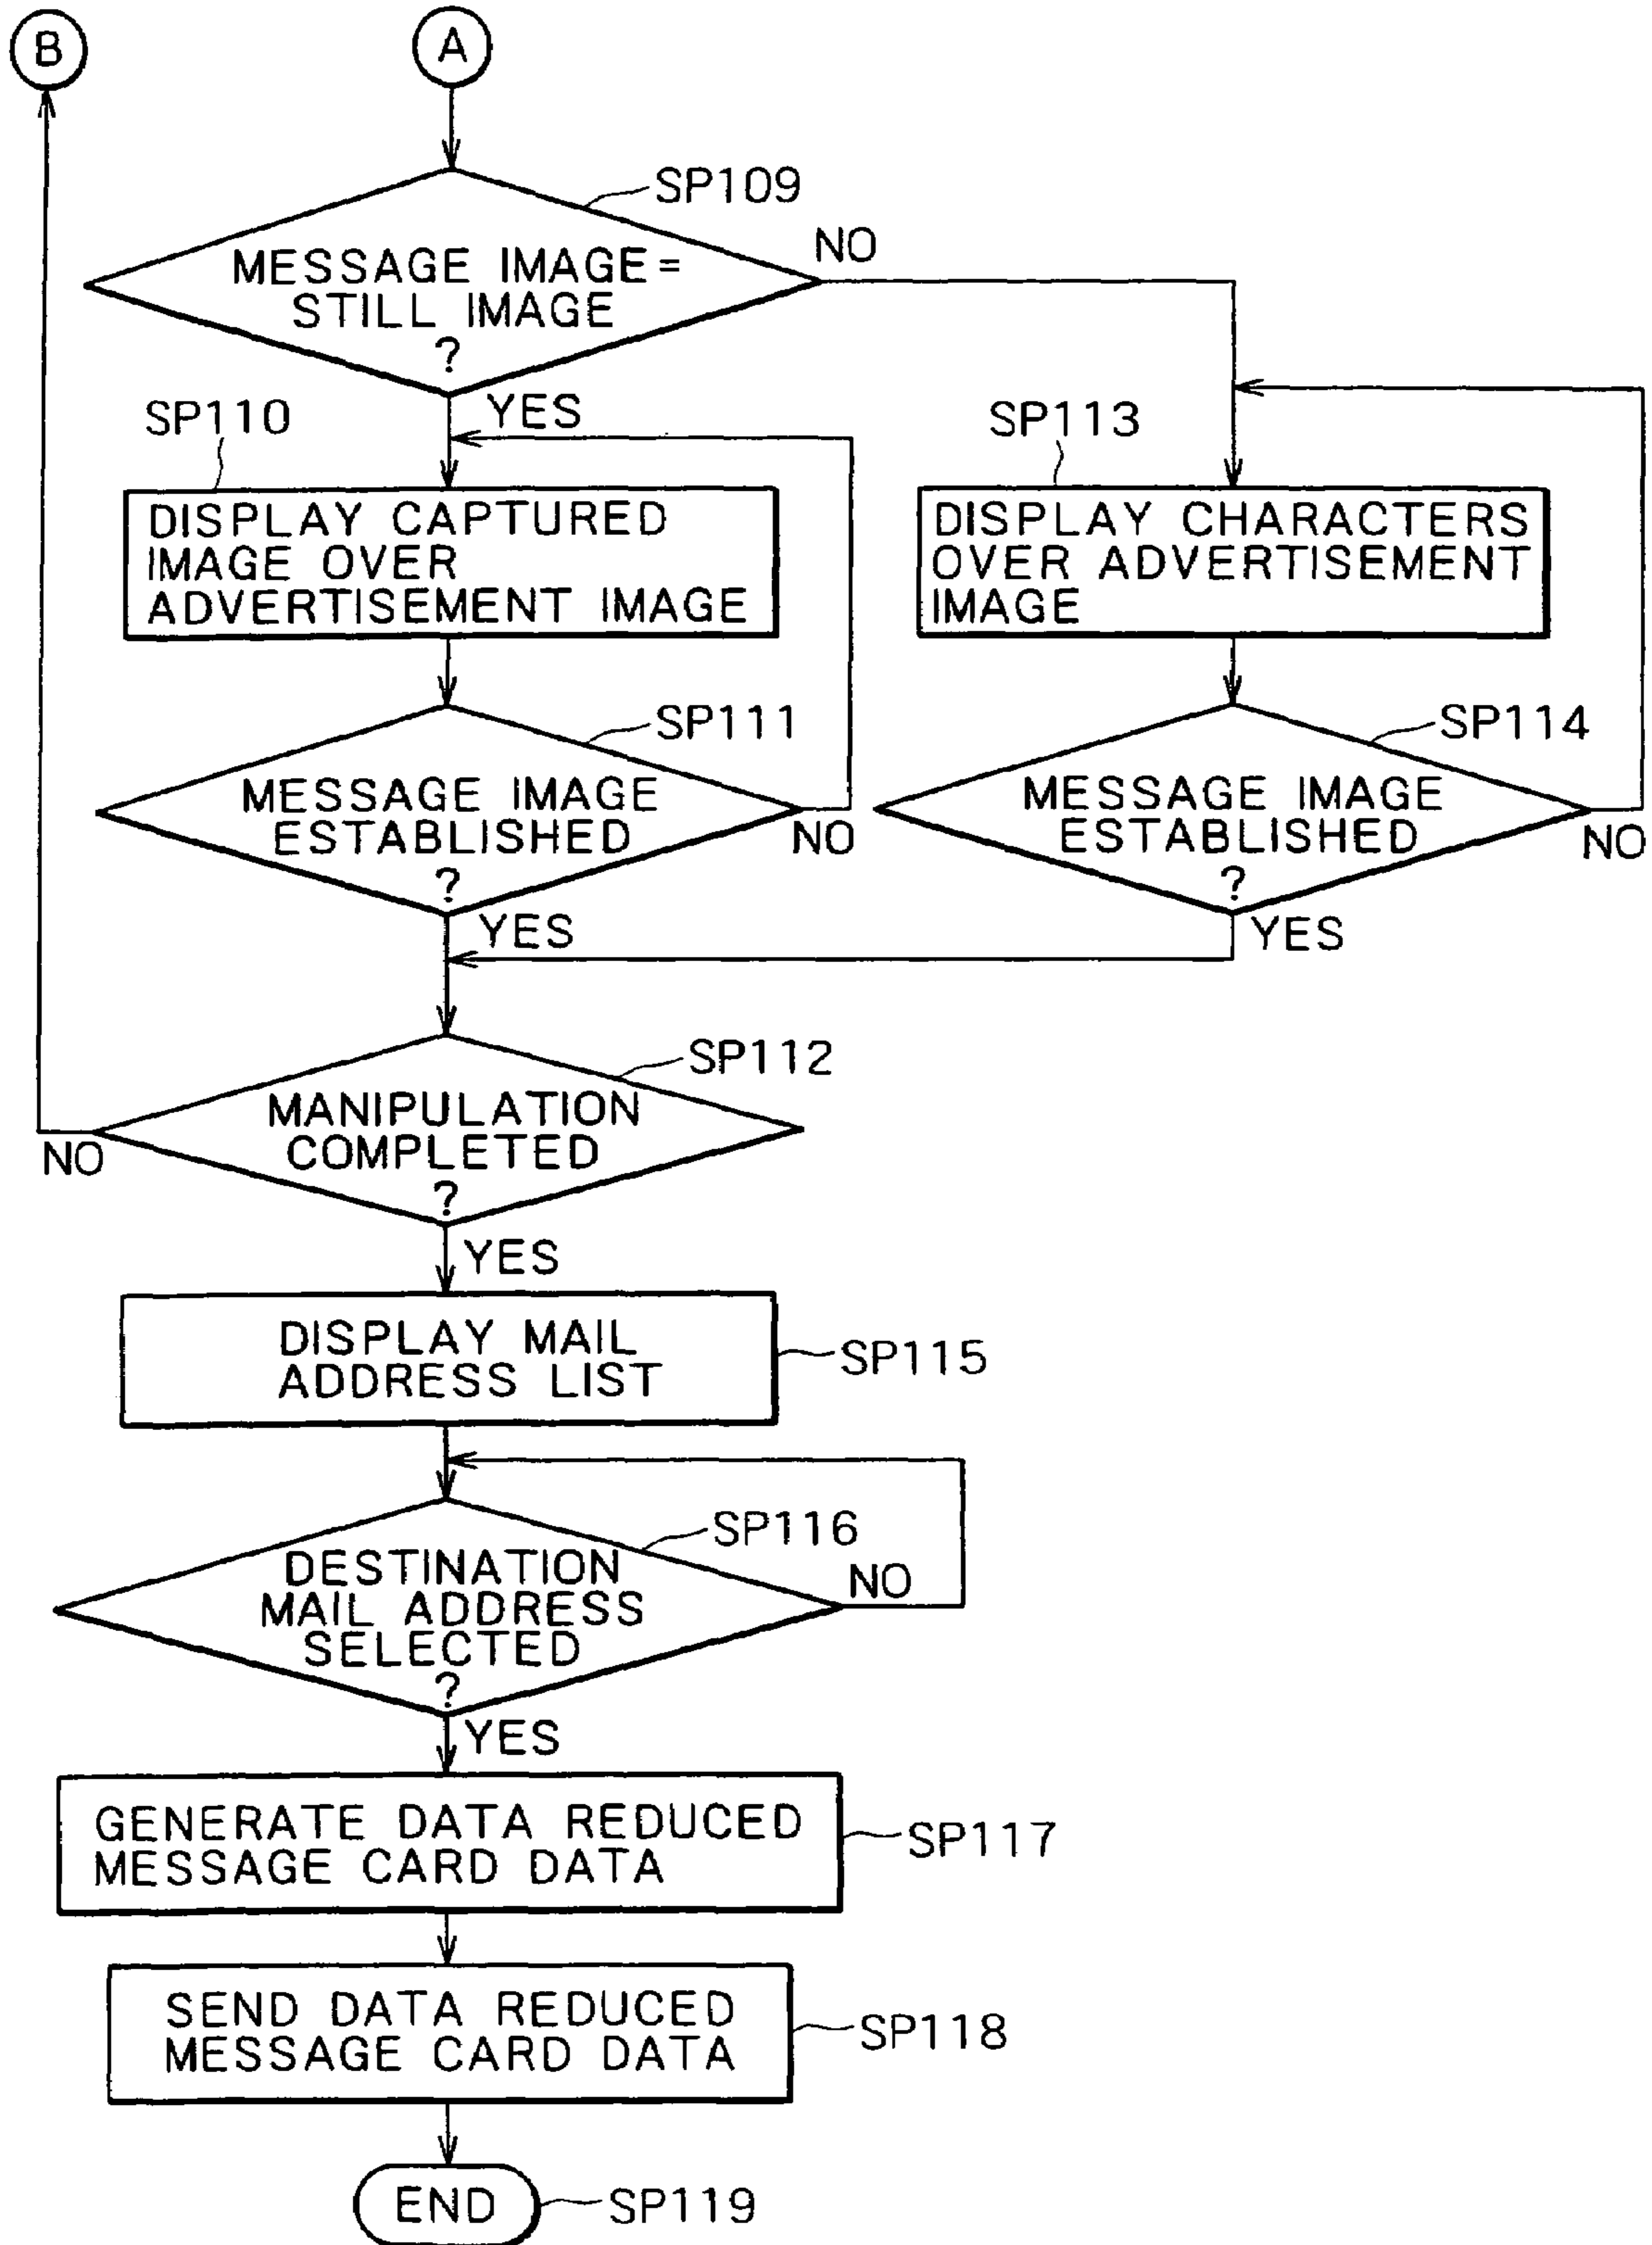 B
A
SP109
NO
MESSAGE IMAGE=
STILL IMAGE
?
YES
SP110
SP113
DISPLAY CAPTURED
IMAGE OVER
ADVERTISEMENT IMAGE
DISPLAY CHARACTERS
OVER ADVERTISEMENT
IMAGE
SP111
SP114
MESSAGE IMAGE
ESTABLISHED
?
NO
MESSAGE IMAGE
ESTABLISHED
?
NO
YES
YES
SP112
MANIPULATION
COMPLETED
?
NO
YES
DISPLAY MAIL
ADDRESS LIST
SP115
SP116
DESTINATION
MAIL ADDRESS
SELECTED
?
NO
YES
GENERATE DATA REDUCED
MESSAGE CARD DATA
SP117
SEND DATA REDUCED
MESSAGE CARD DATA
SP118
END
SP119